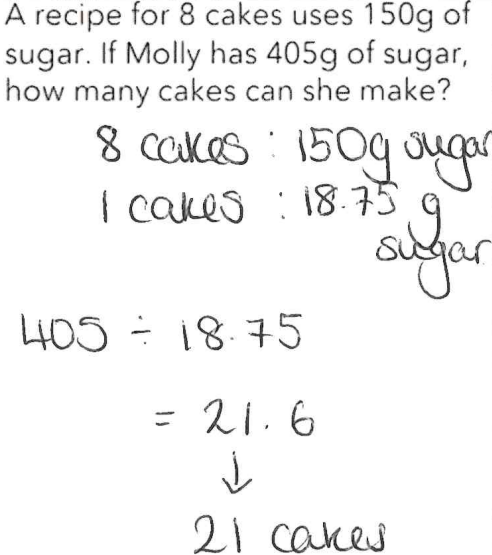 A recipe for 8 cakes uses 150g of
sugar. If Molly has 405g of sugar,
how many cakes can she make?
8 cakes : 150g sugar
1 cakes : 18.75 g
sugar
405 ÷ 18.75
= 21.6
↓
21 cakes